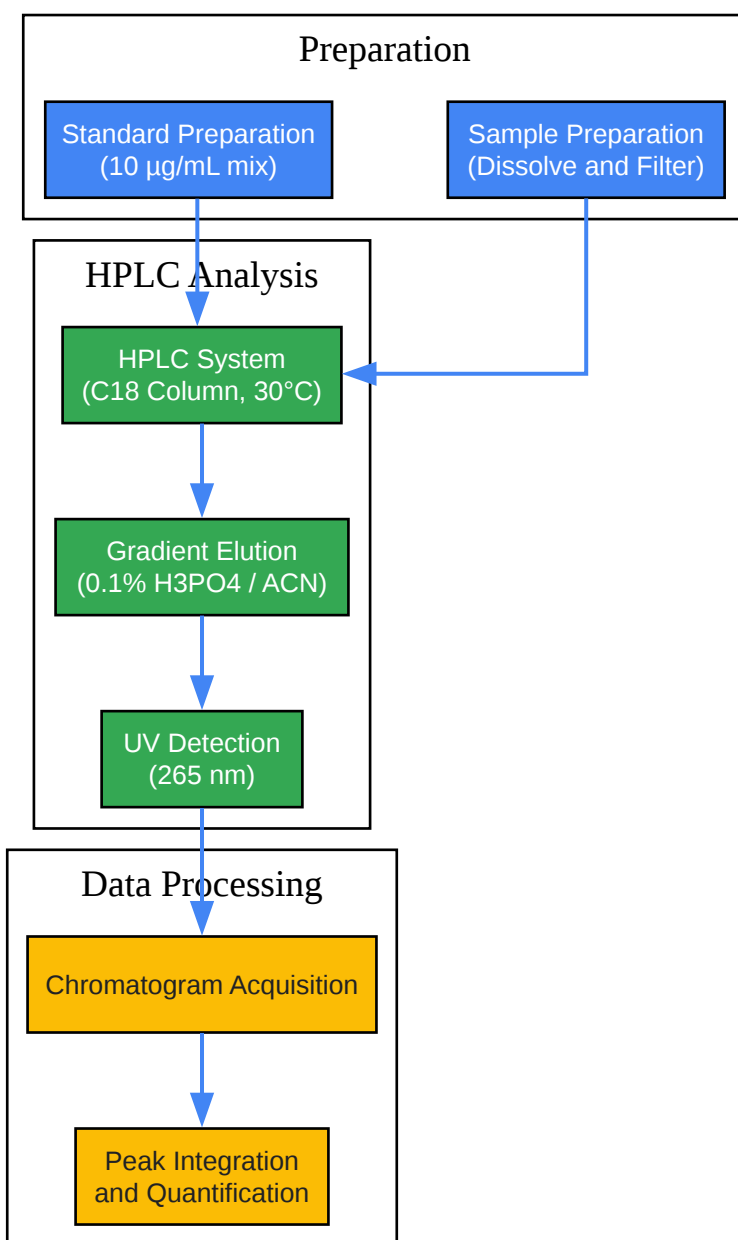 Preparation
Standard Preparation
(10 µg/mL mix)
Sample Preparation
(Dissolve and Filter)
HPLC Analysis
HPLC System
(C18 Column, 30°C)
Gradient Elution
(0.1% H3PO4 / ACN)
UV Detection
(265 nm)
Data Processing
Chromatogram Acquisition
Peak Integration
and Quantification